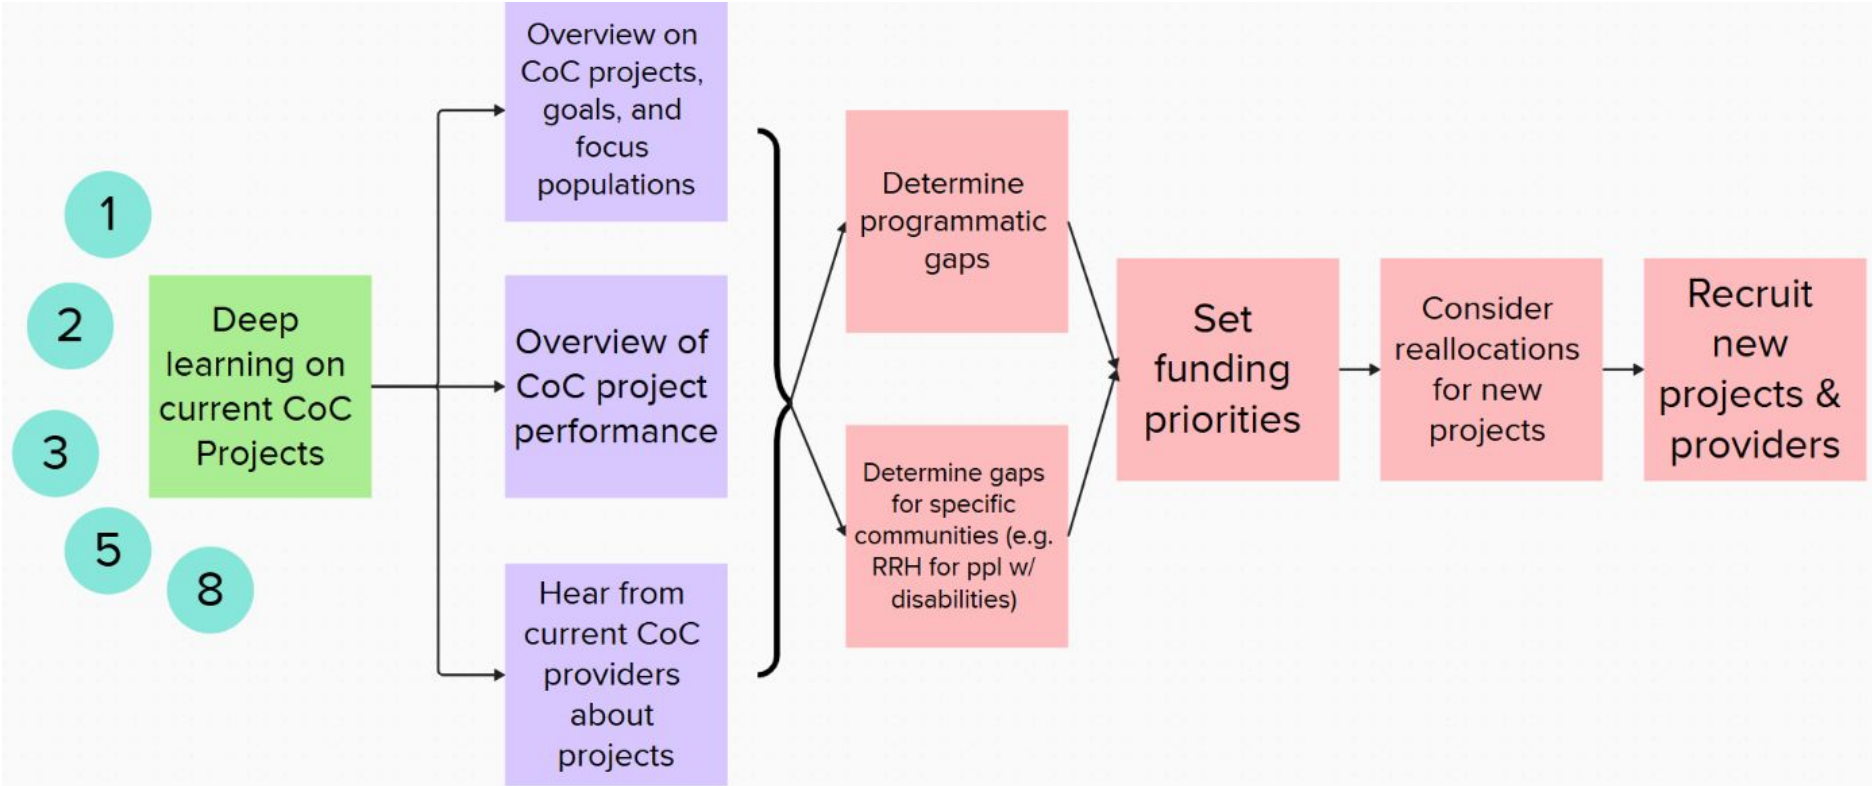 1
2
3
5
8
Deep
learning on
current CoC
Projects
Overview on
CoC projects,
goals, and
focus
populations
Overview of
CoC project
performance
Hear from
current CoC
providers
about
projects
Determine
programmatic
gaps
Determine gaps
for specific
communities (e.g.
RRH for ppl w/
disabilities)
Set
funding
priorities
Consider
reallocations
for new
projects
Recruit
new
projects &
providers